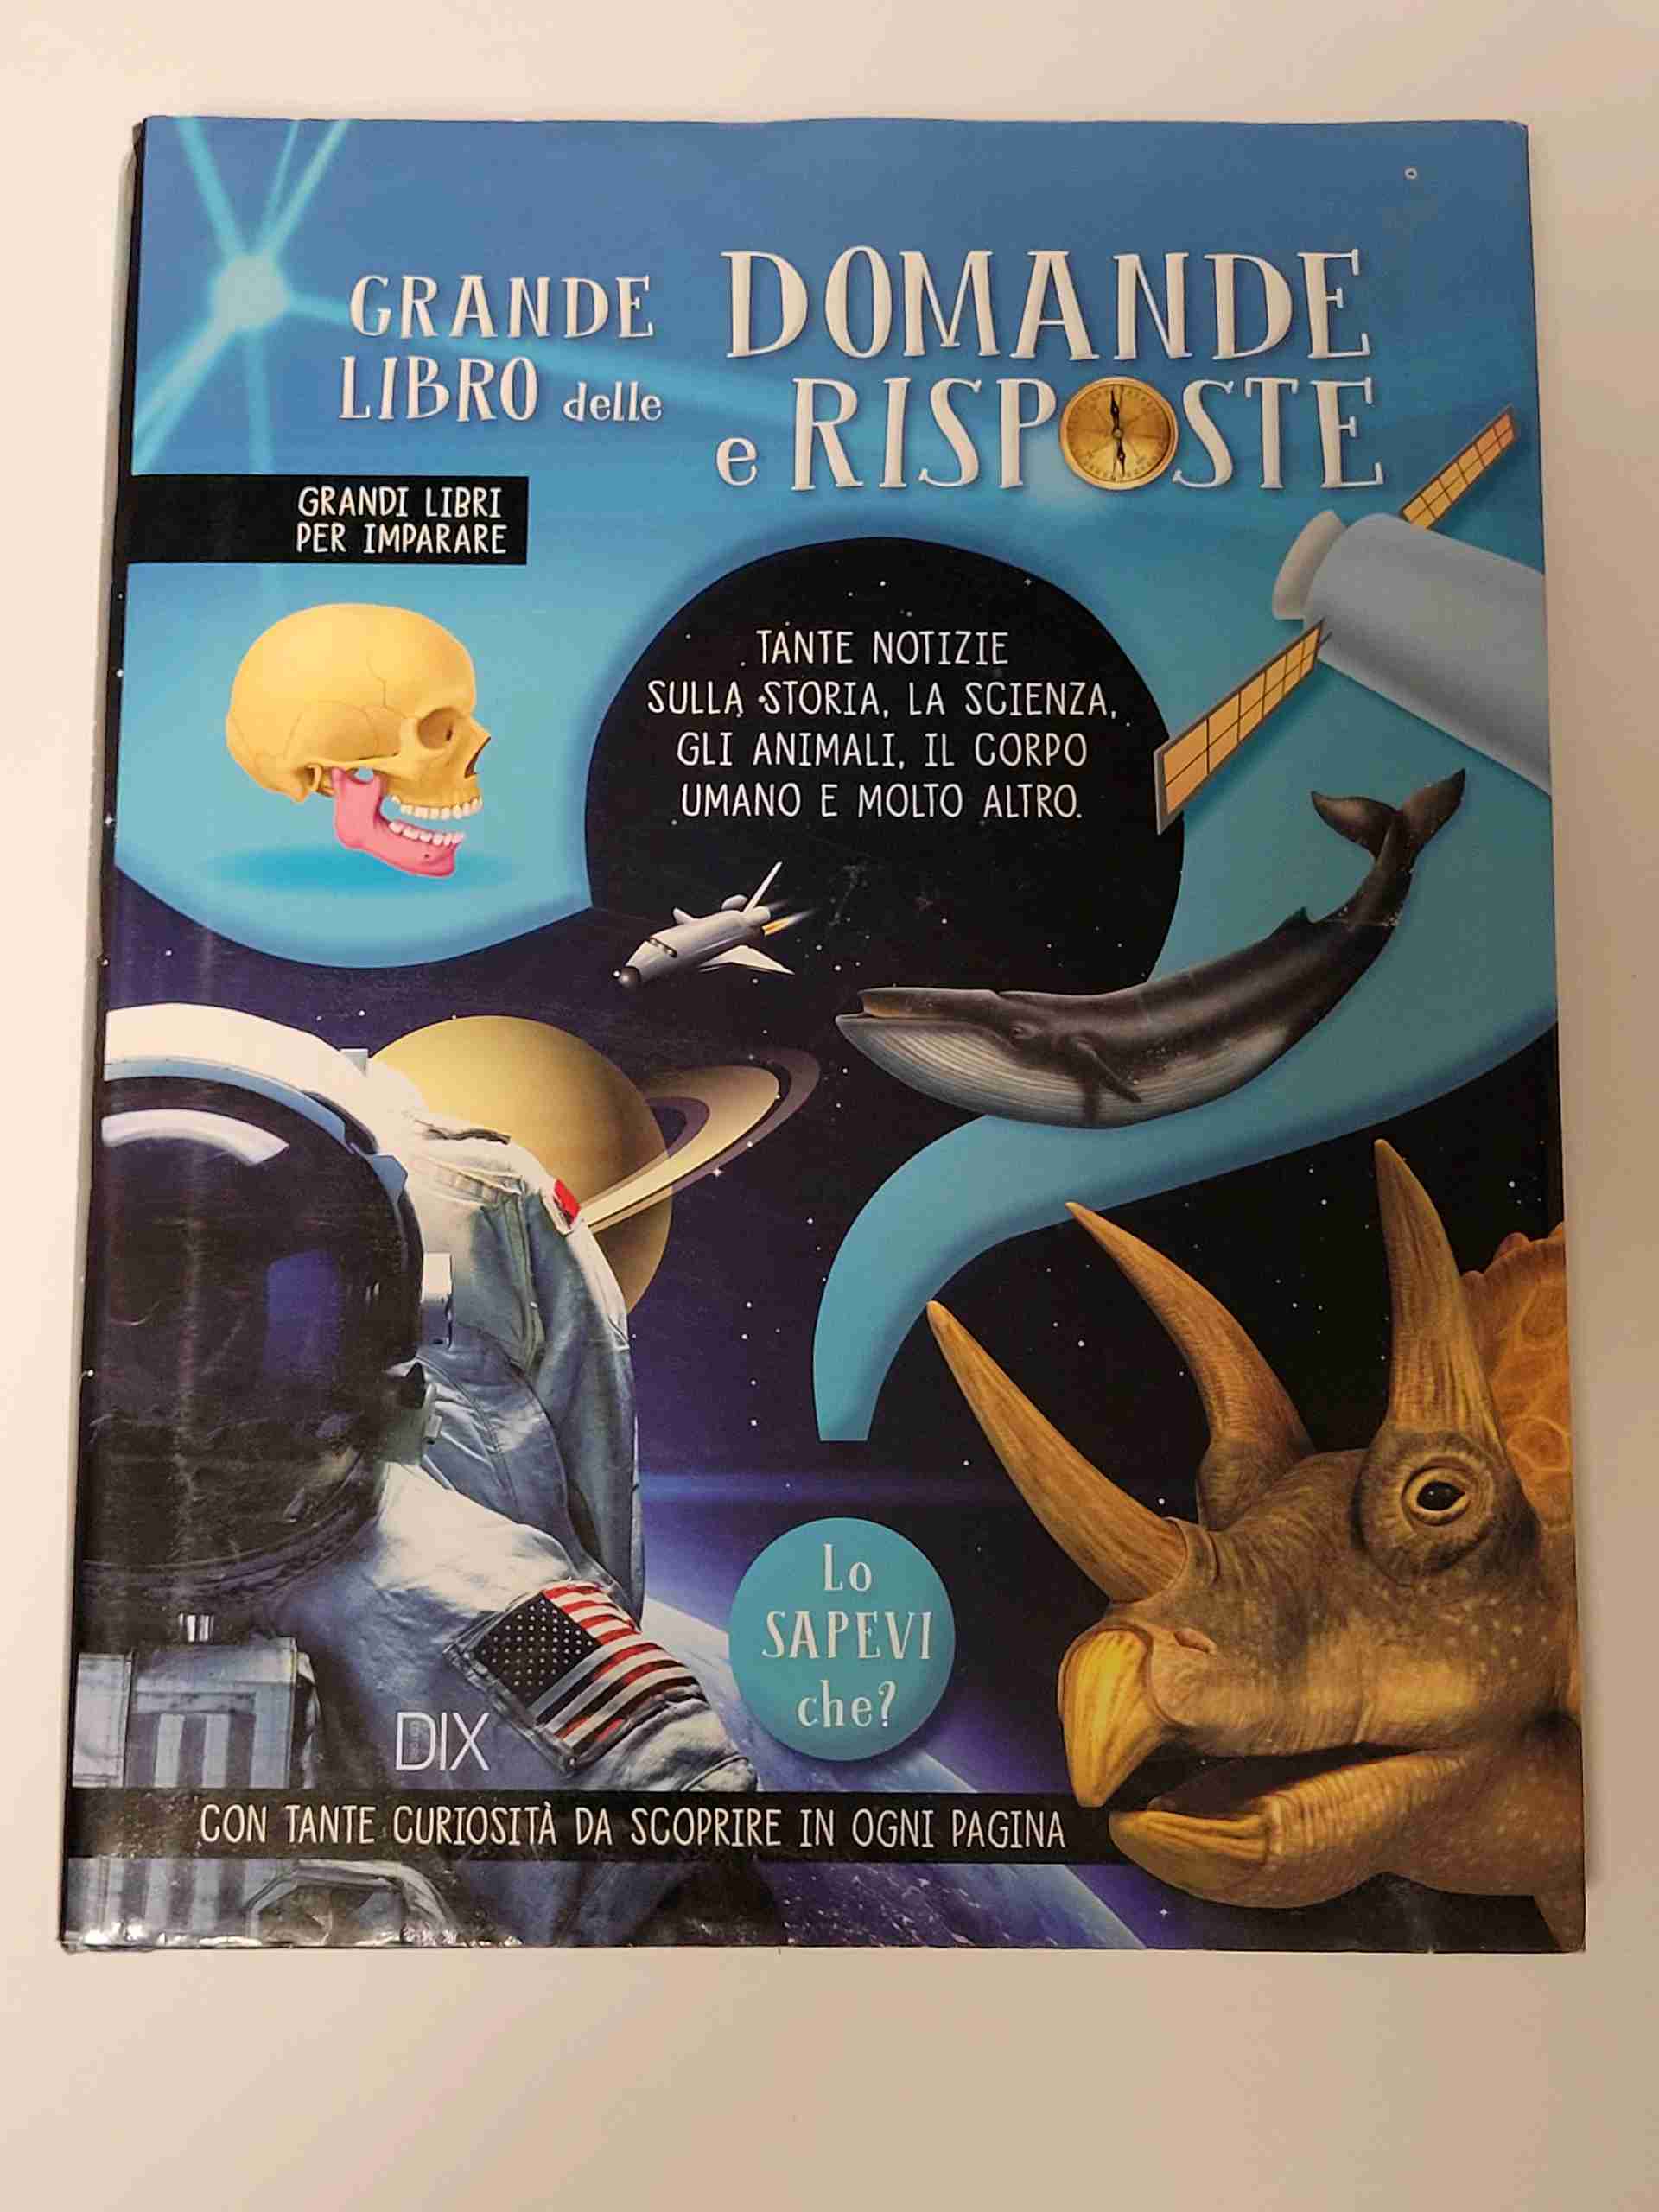 GRANDE
LIBRO delle
DOMANDE
e RISPOSTE
GRANDI LIBRI
PER IMPARARE
TANTE NOTIZIE
SULLA STORIA, LA SCIENZA,
GLI ANIMALI, IL CORPO
UMANO E MOLTO ALTRO.
Lo
SAPEVI
che?
DIX
CON TANTE CURIOSITÀ DA SCOPRIRE IN OGNI PAGINA